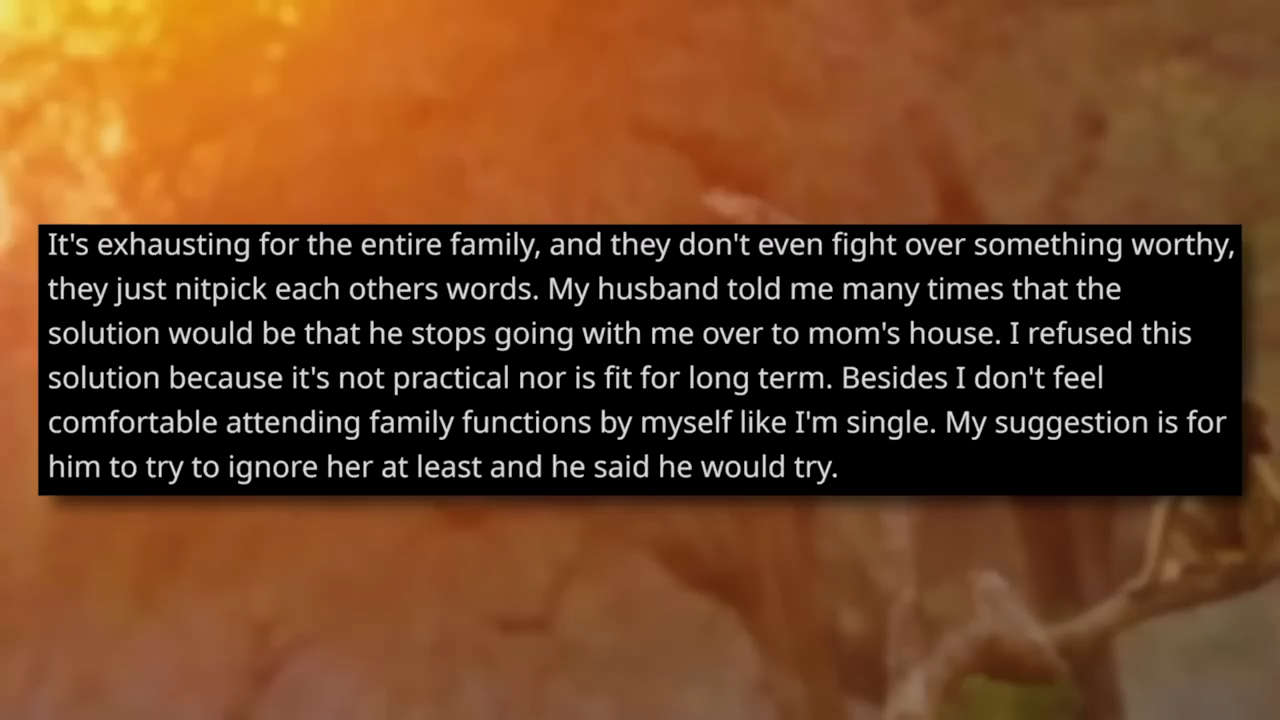 It's exhausting for the entire family, and they don't even fight over something worthy,
they just nitpick each others words. My husband told me many times that the
solution would be that he stops going with me over to mom's house. I refused this
solution because it's not practical nor is fit for long term. Besides I don't feel
comfortable attending family functions by myself like I'm single. My suggestion is for
him to try to ignore her at least and he said he would try.